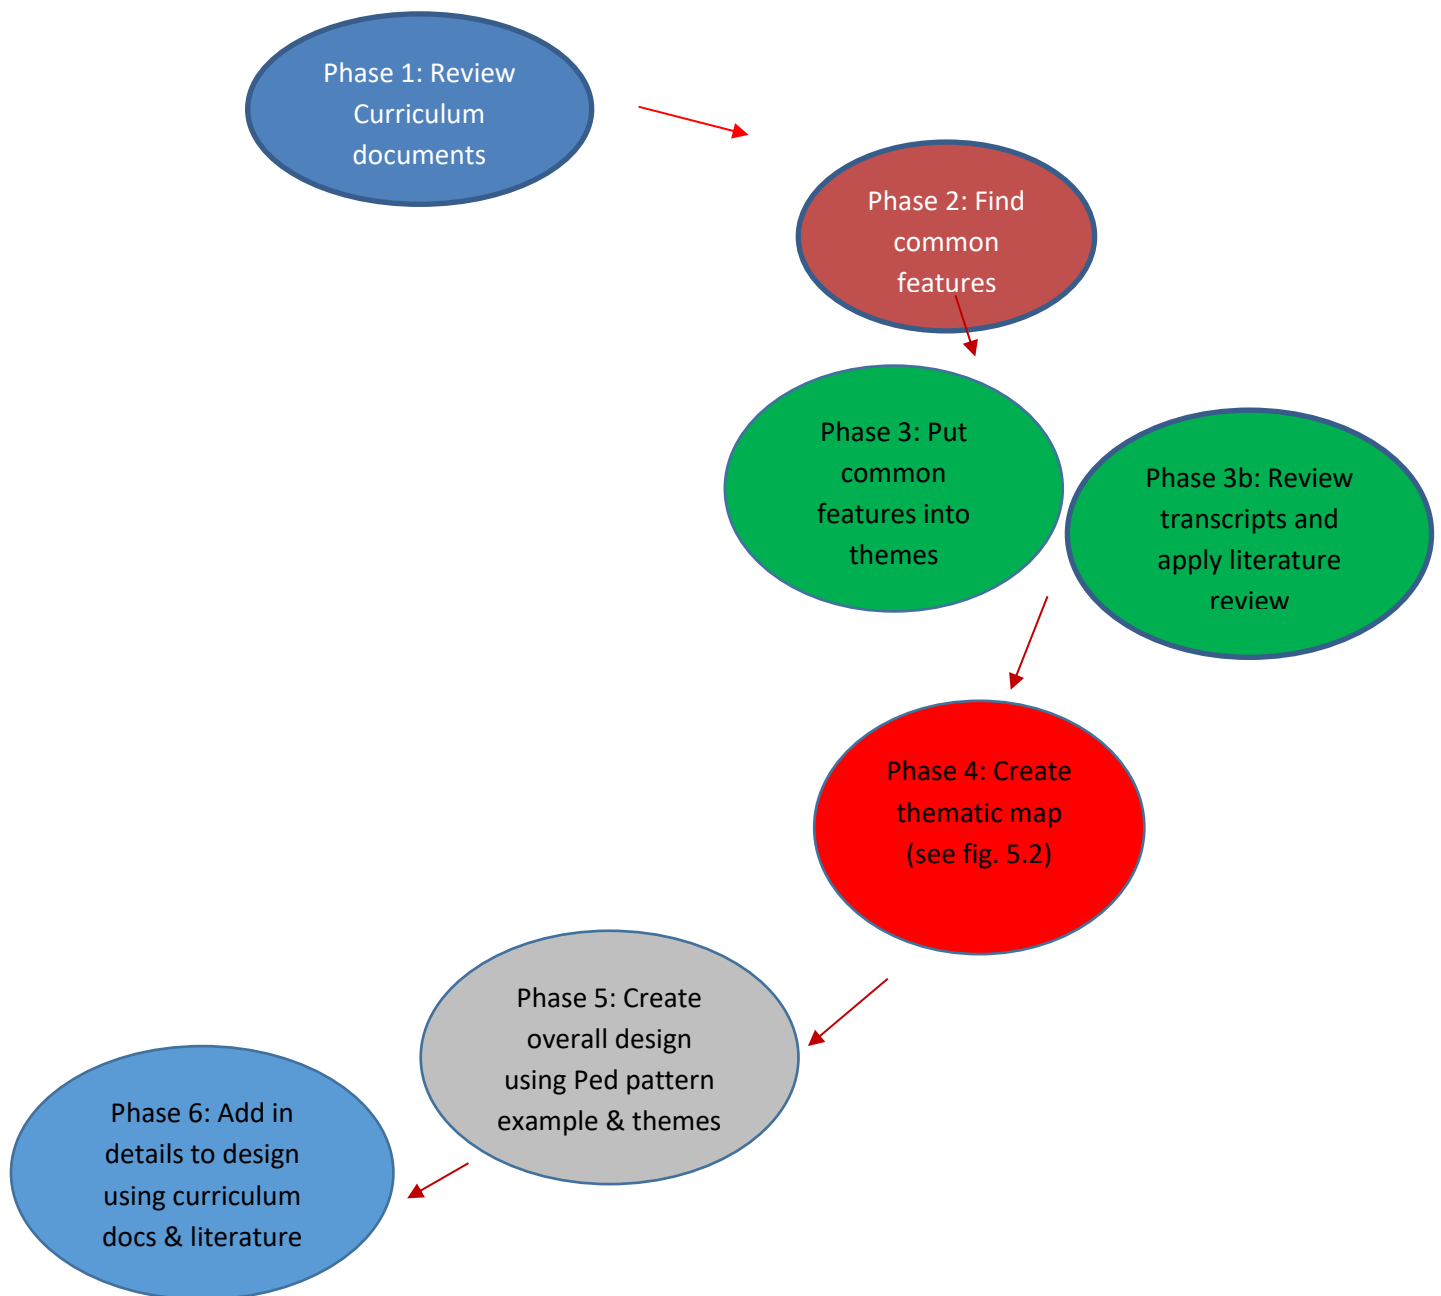 Phase 1: Review
Curriculum
documents
Phase 2: Find
common
features
Phase 3: Put
common
features into
themes
Phase 3b: Review
transcripts and
apply literature
review
Phase 4: Create
thematic map
(see fig. 5.2)
Phase 5: Create
overall design
using Ped pattern
example & themes
Phase 6: Add in
details to design
using curriculum
docs & literature